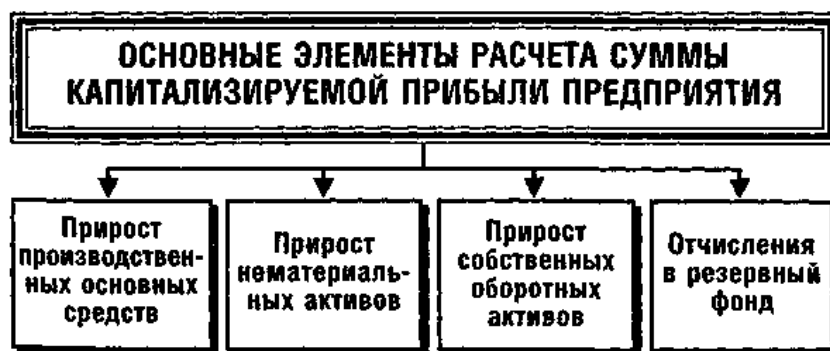 ОСНОВНЫЕ ЭЛЕМЕНТЫ РАСЧЕТА СУММЫ
КАПИТАЛИЗИРУЕМОЙ ПРИБЫЛИ ПРЕДПРИЯТИЯ
Прирост
производствен-
ных основных
средств
Прирост
нематериаль-
ных активов
Прирост
собственных
оборотных
активов
Отчисления
в резервный
фонд